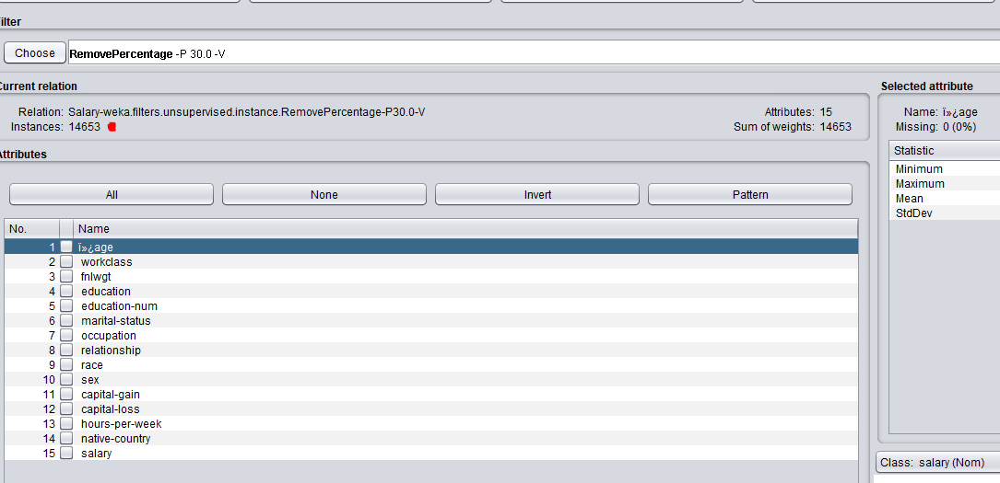 Filter
Choose RemovePercentage -P 30.0 -V
Current relation
Relation: Salary-weka.filters.unsupervised.instance.RemovePercentage-P30.0-V Attributes: 15
Instances: 14653 Sum of weights: 14653
Selected attribute
Name: ï»¿age
Missing: 0 (0%)
Statistic
Minimum
Maximum
Mean
StdDev
Attributes
All None Invert Pattern
No. Name
1 ï»¿age
2 workclass
3 fnlwgt
4 education
5 education-num
6 marital-status
7 occupation
8 relationship
9 race
10 sex
11 capital-gain
12 capital-loss
13 hours-per-week
14 native-country
15 salary
Class: salary (Nom)